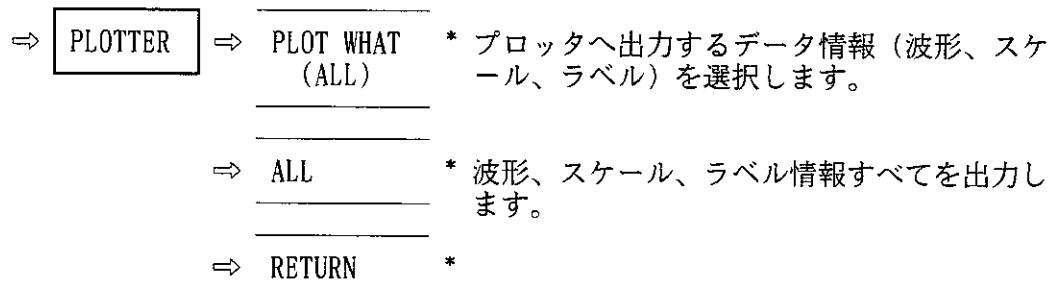 ⇨ PLOTTER ⇨ PLOT WHAT * プロッタへ出力するデータ情報（波形、スケ
(ALL) ール、ラベル）を選択します。
⇨ ALL * 波形、スケール、ラベル情報すべてを出力し
ます。
⇨ RETURN *